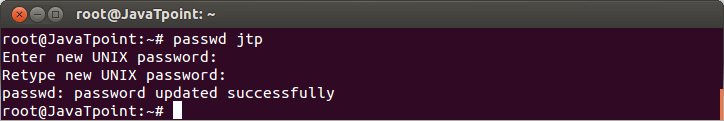 root@JavaTpoint: ~
root@JavaTpoint:~# passwd jtp
Enter new UNIX password:
Retype new UNIX password:
passwd: password updated successfully
root@JavaTpoint:~#